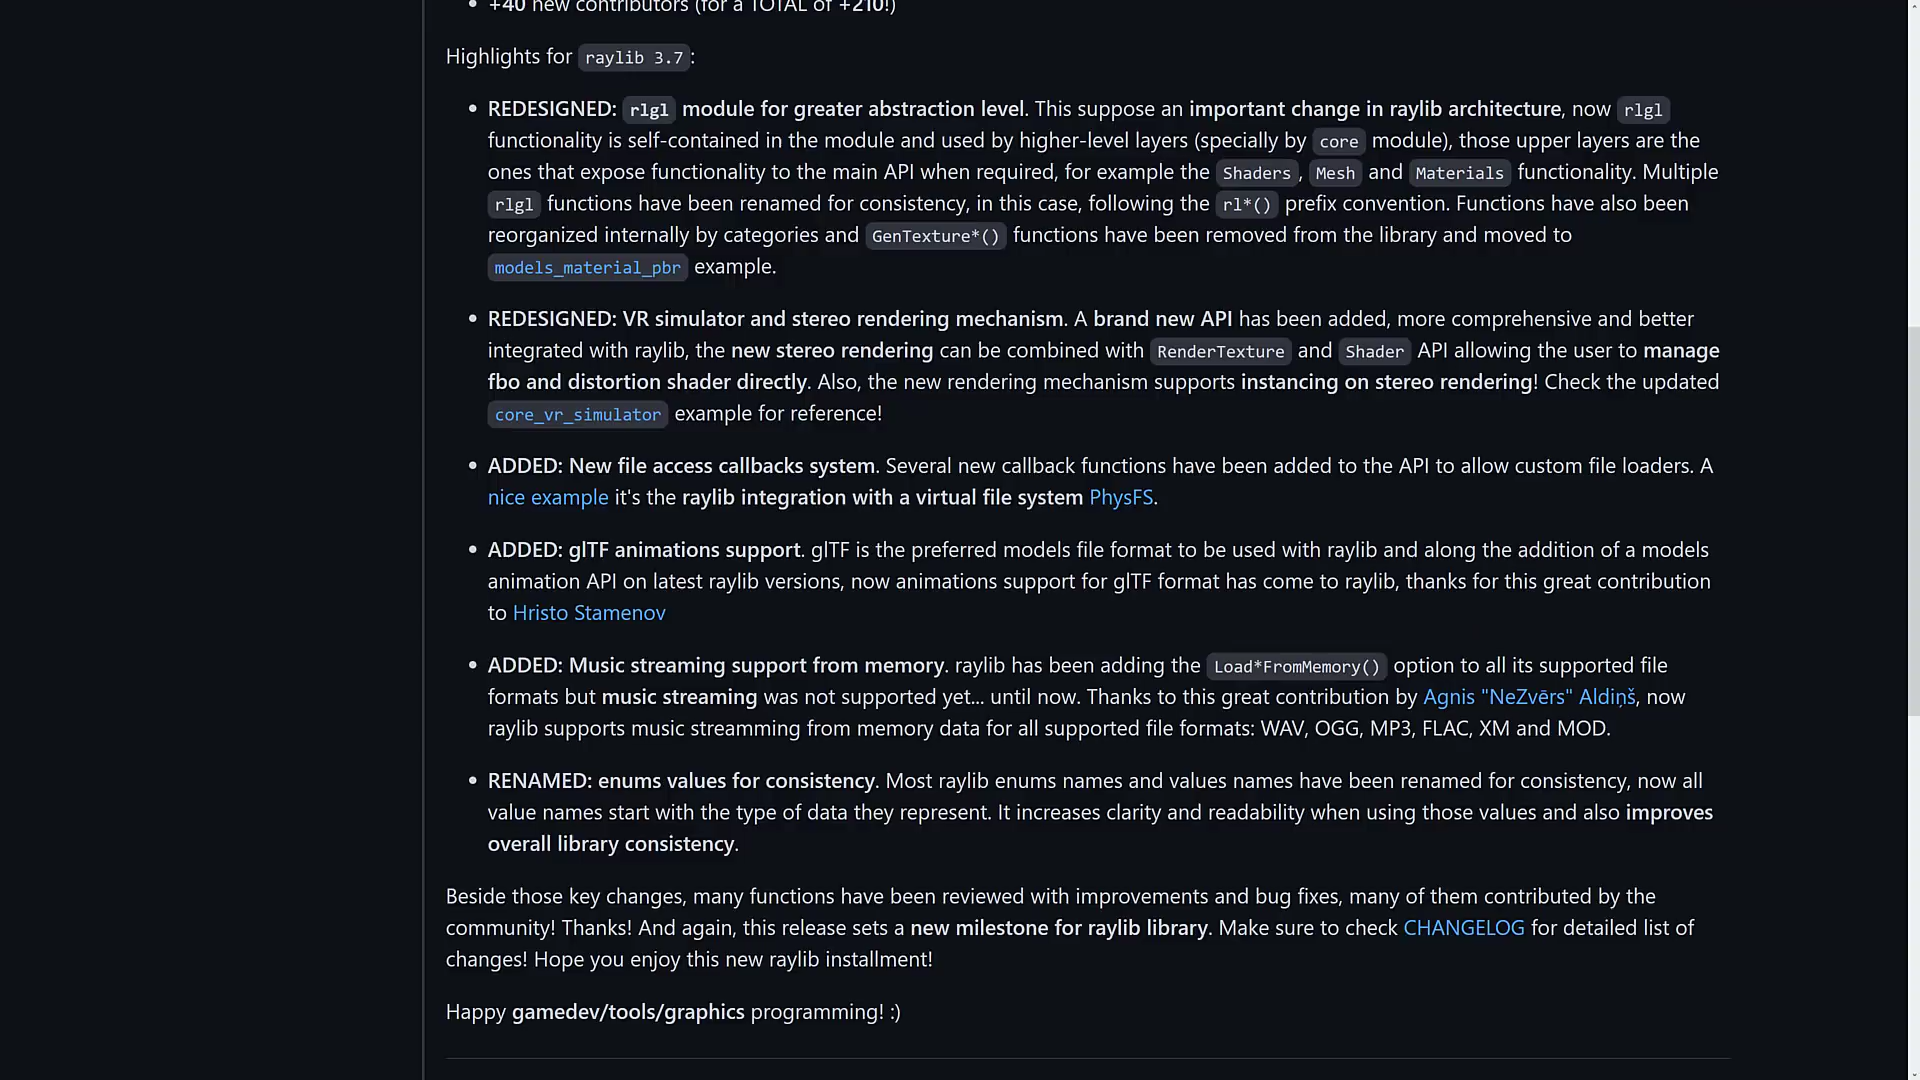 +40 new contributors (for a TOTAL of +210!)
Highlights for raylib 3.7:
REDESIGNED: rlgl module for greater abstraction level. This suppose an important change in raylib architecture, now rlgl
functionality is self-contained in the module and used by higher-level layers (specially by core module), those upper layers are the
ones that expose functionality to the main API when required, for example the Shaders, Mesh and Materials functionality. Multiple
rlgl functions have been renamed for consistency, in this case, following the rl*() prefix convention. Functions have also been
reorganized internally by categories and GenTexture*() functions have been removed from the library and moved to
models_material_pbr example.
REDESIGNED: VR simulator and stereo rendering mechanism. A brand new API has been added, more comprehensive and better
integrated with raylib, the new stereo rendering can be combined with RenderTexture and Shader API allowing the user to manage
fbo and distortion shader directly. Also, the new rendering mechanism supports instancing on stereo rendering! Check the updated
core_vr_simulator example for reference!
ADDED: New file access callbacks system. Several new callback functions have been added to the API to allow custom file loaders. A
nice example it's the raylib integration with a virtual file system PhysFS.
ADDED: glTF animations support. glTF is the preferred models file format to be used with raylib and along the addition of a models
animation API on latest raylib versions, now animations support for glTF format has come to raylib, thanks for this great contribution
to Hristo Stamenov
ADDED: Music streaming support from memory. raylib has been adding the Load*FromMemory() option to all its supported file
formats but music streaming was not supported yet... until now. Thanks to this great contribution by Agnis "NeZvērs" Aldiņš, now
raylib supports music streamming from memory data for all supported file formats: WAV, OGG, MP3, FLAC, XM and MOD.
RENAMED: enums values for consistency. Most raylib enums names and values names have been renamed for consistency, now all
value names start with the type of data they represent. It increases clarity and readability when using those values and also improves
overall library consistency.
Beside those key changes, many functions have been reviewed with improvements and bug fixes, many of them contributed by the
community! Thanks! And again, this release sets a new milestone for raylib library. Make sure to check CHANGELOG for detailed list of
changes! Hope you enjoy this new raylib installment!
Happy gamedev/tools/graphics programming! :)